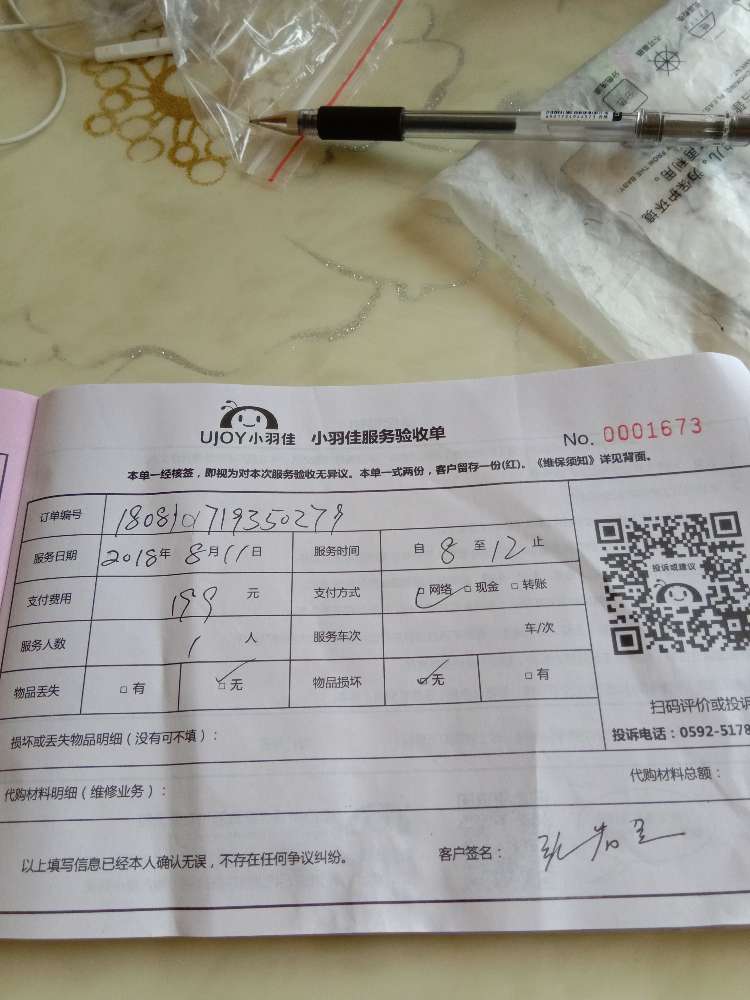 UJOY小羽佳 小羽佳服务验收单 No. 0001673
本单一经核签，即视为对本次服务验收无异议。本单一式两份，客户留存一份(红)。《维保须知》详见背面。
订单编号
服务日期 2018年 8月11日 服务时间 自 8 至 12 止
支付费用 199 元 支付方式 □网络 □现金 □转账
服务人数 1 人 服务车次 车/次
物品丢失 □有 □无 物品损坏 □无 □有
投诉或建议
扫码评价或投诉
投诉电话：0592-5178
损坏或丢失物品明细（没有可不填）：
代购材料明细（维修业务）： 代购材料总额：
以上填写信息已经本人确认无误，不存在任何争议纠纷。 客户签名：